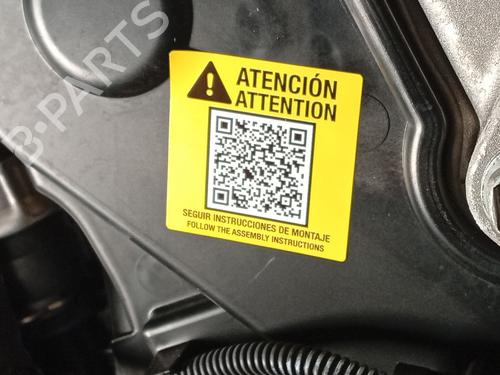 B-PARTS
ATENCIÓN
ATTENTION
SEGUIR INSTRUCCIONES DE MONTAJE
FOLLOW THE ASSEMBLY INSTRUCTIONS